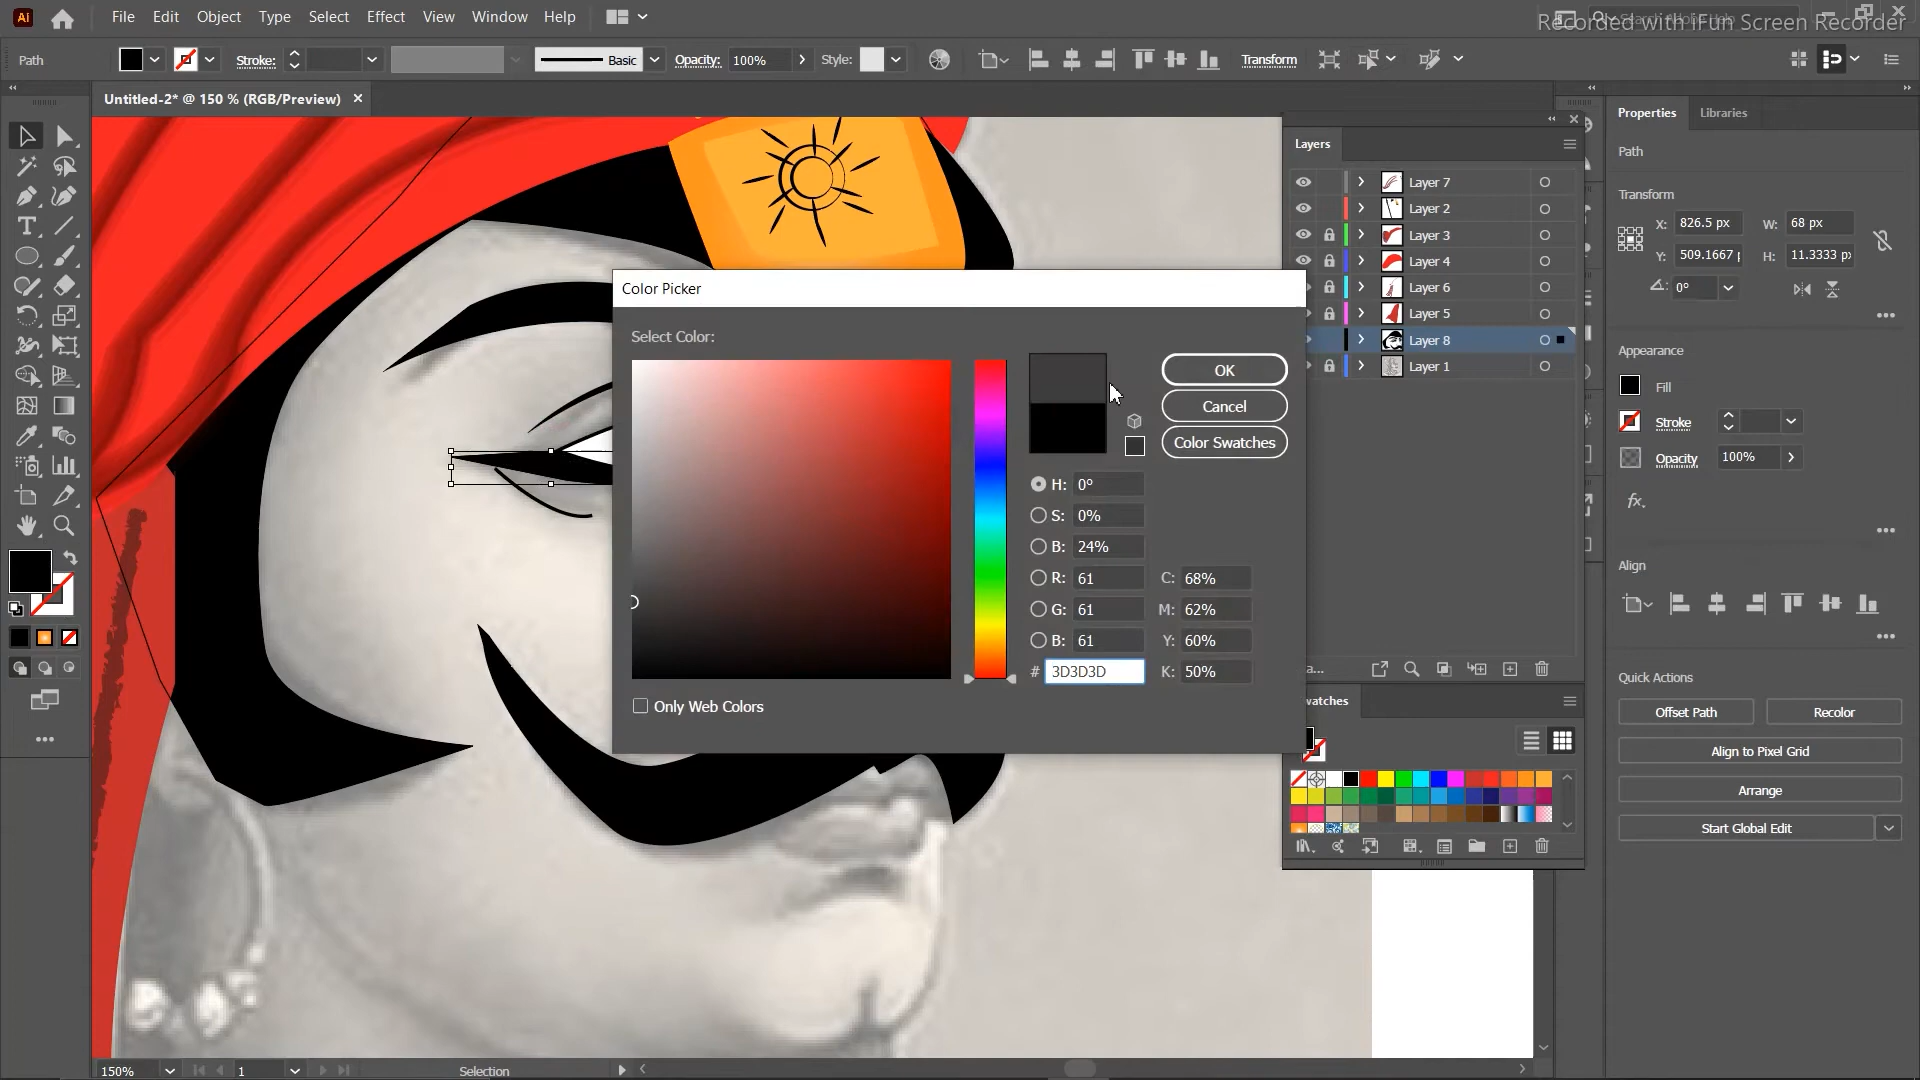 Ai File Edit Object Type Select Effect View Window Help Search Adobe Help
Recorded with iFun Screen Recorder
Path Stroke: Basic Opacity: 100% Style: Transform
Untitled-2* @ 150 % (RGB/Preview)
Layers
Layer 7
Layer 2
Layer 3
Layer 4
Layer 6
Layer 5
Layer 8
Layer 1
Color Picker
Select Color:
OK
Cancel
Color Swatches
H: 0°
S: 0%
B: 24%
R: 61 C: 68%
G: 61 M: 62%
B: 61 Y: 60%
# 3D3D3D K: 50%
Only Web Colors
a...
watches
Properties Libraries
Path
Transform
X: 826.5 px W: 68 px
Y: 509.1667 H: 11.3333 px
0°
Appearance
Fill
Stroke
Opacity 100%
fx.
Align
Quick Actions
Offset Path Recolor
Align to Pixel Grid
Arrange
Start Global Edit
150% 1 Selection